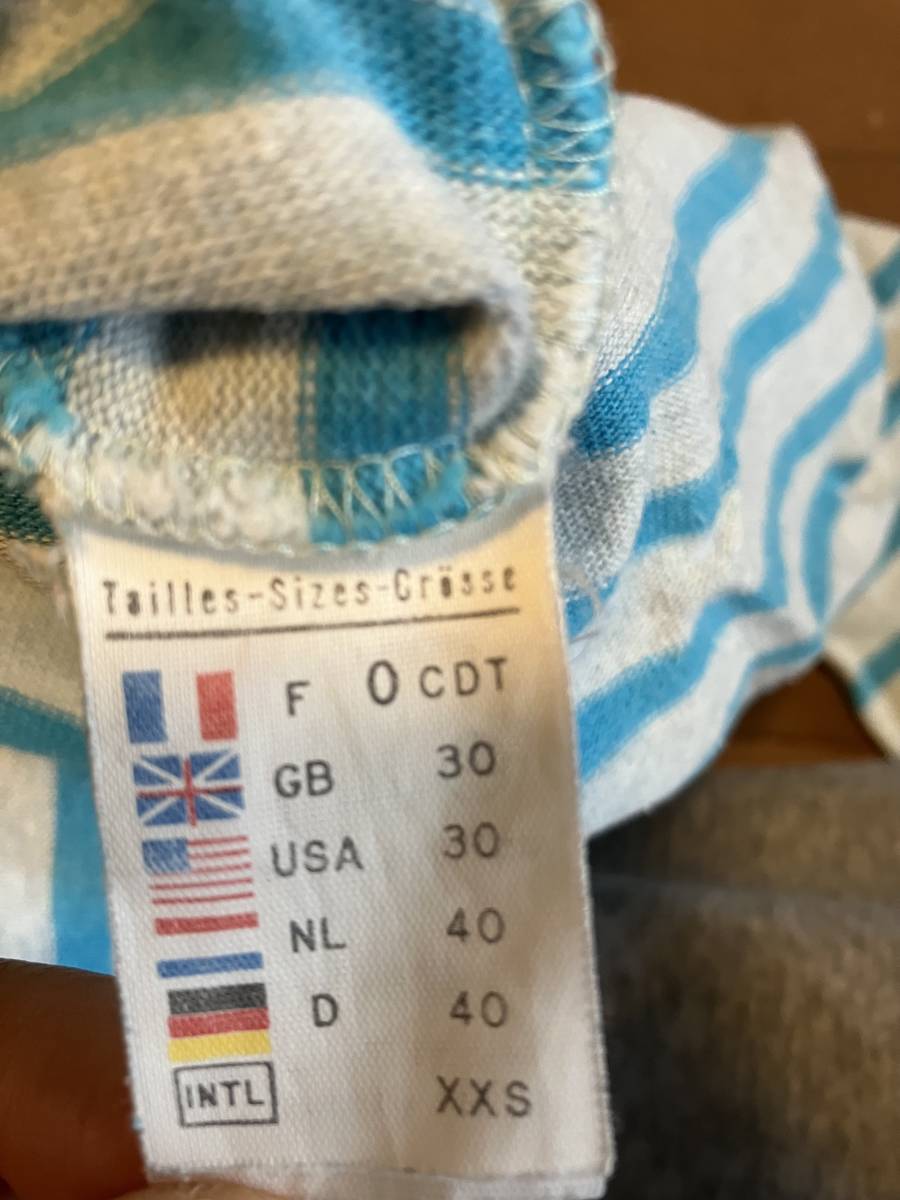 Tailles-Sizes-Grösse
F 0 CDT
GB 30
USA 30
NL 40
D 40
INTL XXS